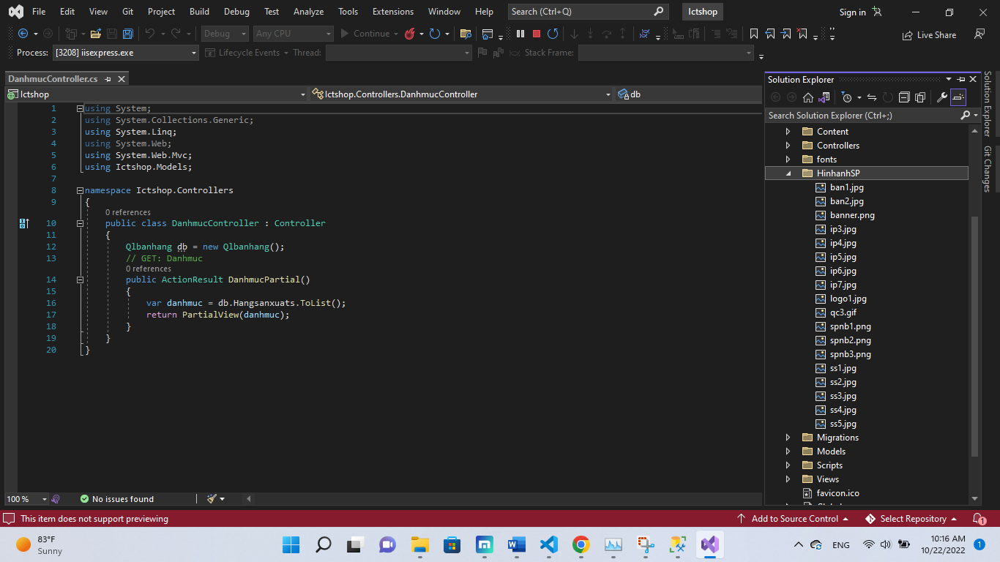 File Edit View Git Project Build Debug Test Analyze Tools Extensions Window Help Search (Ctrl+Q) Ictshop Sign in
Debug Any CPU Continue Live Share
Process: [3208] iisexpress.exe Lifecycle Events Thread: Stack Frame:
DanhmucController.cs
Ictshop Ictshop.Controllers.DanhmucController db
1 using System;
2 using System.Collections.Generic;
3 using System.Linq;
4 using System.Web;
5 using System.Web.Mvc;
6 using Ictshop.Models;
7
8 namespace Ictshop.Controllers
9 {
0 references
10 public class DanhmucController : Controller
11 {
12 Qlbanhang db = new Qlbanhang();
13 // GET: Danhmuc
0 references
14 public ActionResult DanhmucPartial()
15 {
16 var danhmuc = db.Hangsanxuats.ToList();
17 return PartialView(danhmuc);
18 }
19 }
20 }
100 % No issues found
Solution Explorer
Search Solution Explorer (Ctrl+;)
Content
Controllers
fonts
HinhanhSP
ban1.jpg
ban2.jpg
banner.png
ip3.jpg
ip4.jpg
ip5.jpg
ip6.jpg
ip7.jpg
logo1.jpg
qc3.gif
spnb1.png
spnb2.png
spnb3.png
ss1.jpg
ss2.jpg
ss3.jpg
ss4.jpg
ss5.jpg
Migrations
Models
Scripts
Views
favicon.ico
Solution Explorer
Git Changes
This item does not support previewing Add to Source Control Select Repository 1
83°F
Sunny
ENG
10:16 AM
10/22/2022
1